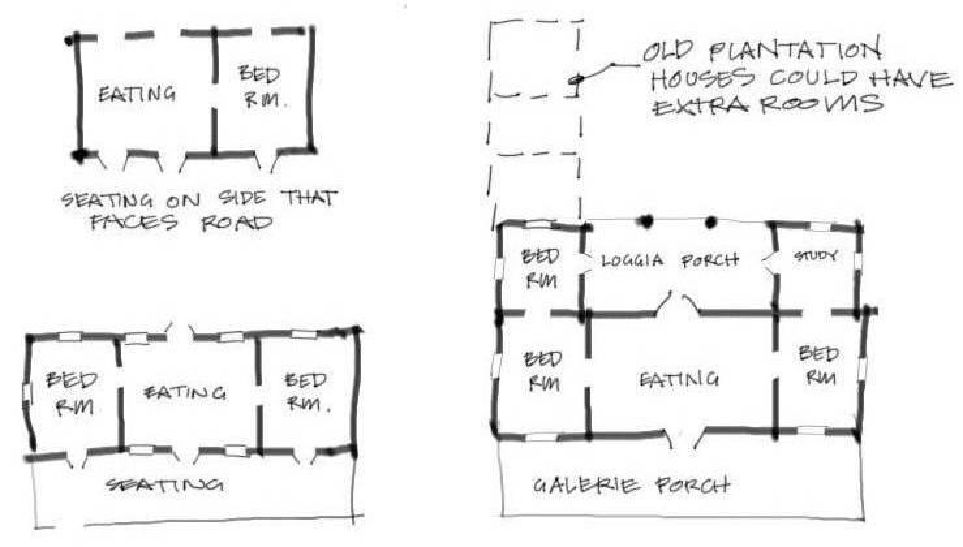 EATING
BED
RM.
SEATING ON SIDE THAT
FACES ROAD
OLD PLANTATION
HOUSES COULD HAVE
EXTRA ROOMS
BED
RM
EATING
BED
RM.
SEATING
BED
RM
LOGGIA PORCH
STUDY
BED
RM
EATING
BED
RM
GALERIE PORCH